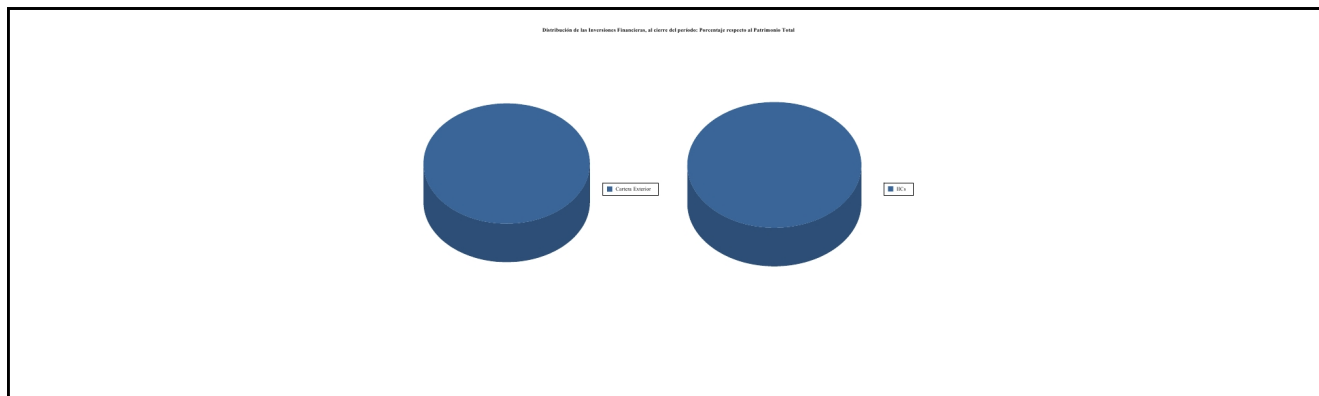 Distribución de las Inversiones Financieras, al cierre del período: Porcentaje respecto al Patrimonio Total
Cartera Exterior
IICs